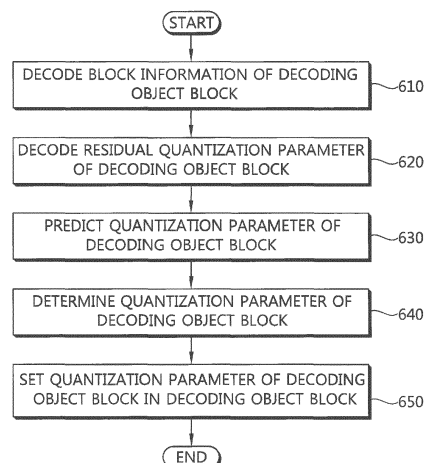 START
DECODE BLOCK INFORMATION OF DECODING
OBJECT BLOCK
610
DECODE RESIDUAL QUANTIZATION PARAMETER
OF DECODING OBJECT BLOCK
620
PREDICT QUANTIZATION PARAMETER OF
DECODING OBJECT BLOCK
630
DETERMINE QUANTIZATION PARAMETER OF
DECODING OBJECT BLOCK
640
SET QUANTIZATION PARAMETER OF DECODING
OBJECT BLOCK IN DECODING OBJECT BLOCK
650
END